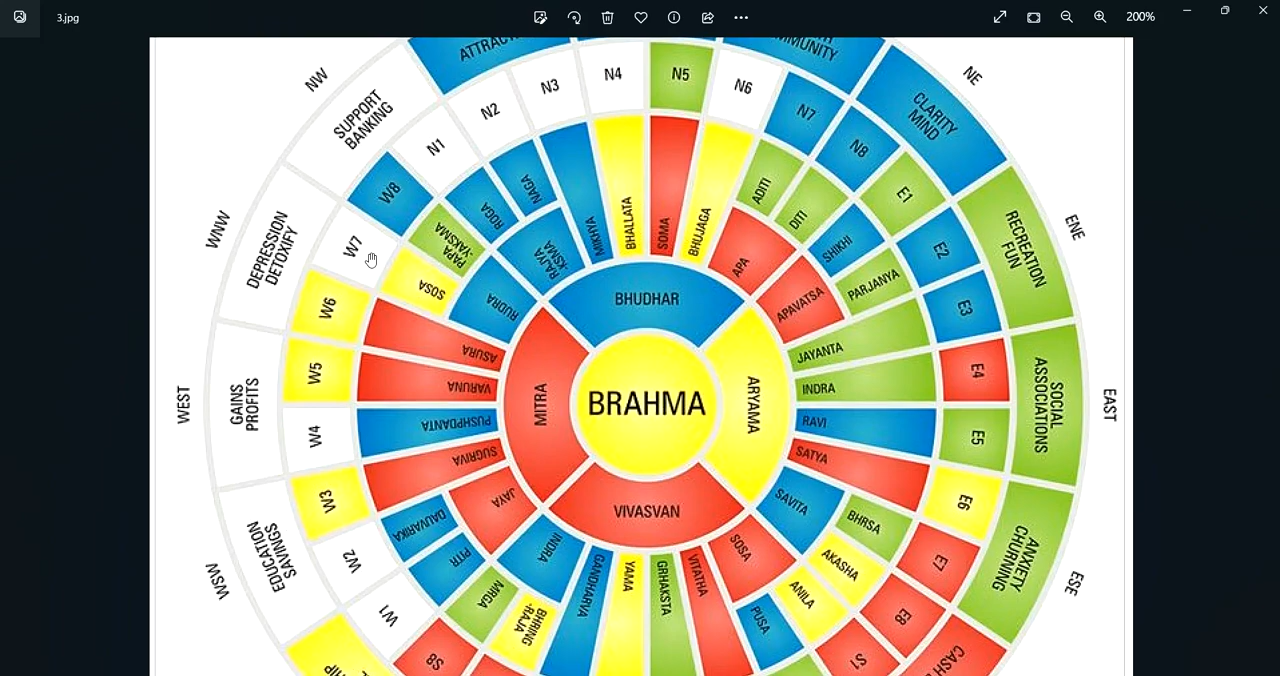 3.jpg
200%
NW
NE
ENE
EAST
ESE
WNW
WEST
WSW
SUPPORT
BANKING
CLARITY
MIND
RECREATION
FUN
SOCIAL
ASSOCIATIONS
ANXIETY
CHURNING
DEPRESSION
DETOXIFY
GAINS
PROFITS
EDUCATION
SAVINGS
N1
N2
N3
N4
N5
N6
N7
N8
E1
E2
E3
E4
E5
E6
E7
E8
S1
S8
W1
W2
W3
W4
W5
W6
W7
W8
ROGA
NAGA
MUKHYA
BHALLATA
SOMA
BHUJAGA
ADITI
DITI
SHIKHI
PARJANYA
JAYANTA
INDRA
RAVI
SATYA
BHRSA
AKASHA
ANILA
PUSA
VITATHA
GRHAKSTA
YAMA
GANDHARVA
BHRING
-RAJA
MRGA
PITR
DAUVARIKA
SUGRIVA
PUSHPDANTA
VARUNA
ASURA
SOSA
PAPA
-YAKSMA
RUDRA
RAJYA
-KSMA
APA
APAVATSA
SAVITA
SOSA
INDRA
JAYA
BHUDHAR
ARYAMA
VIVASVAN
MITRA
BRAHMA